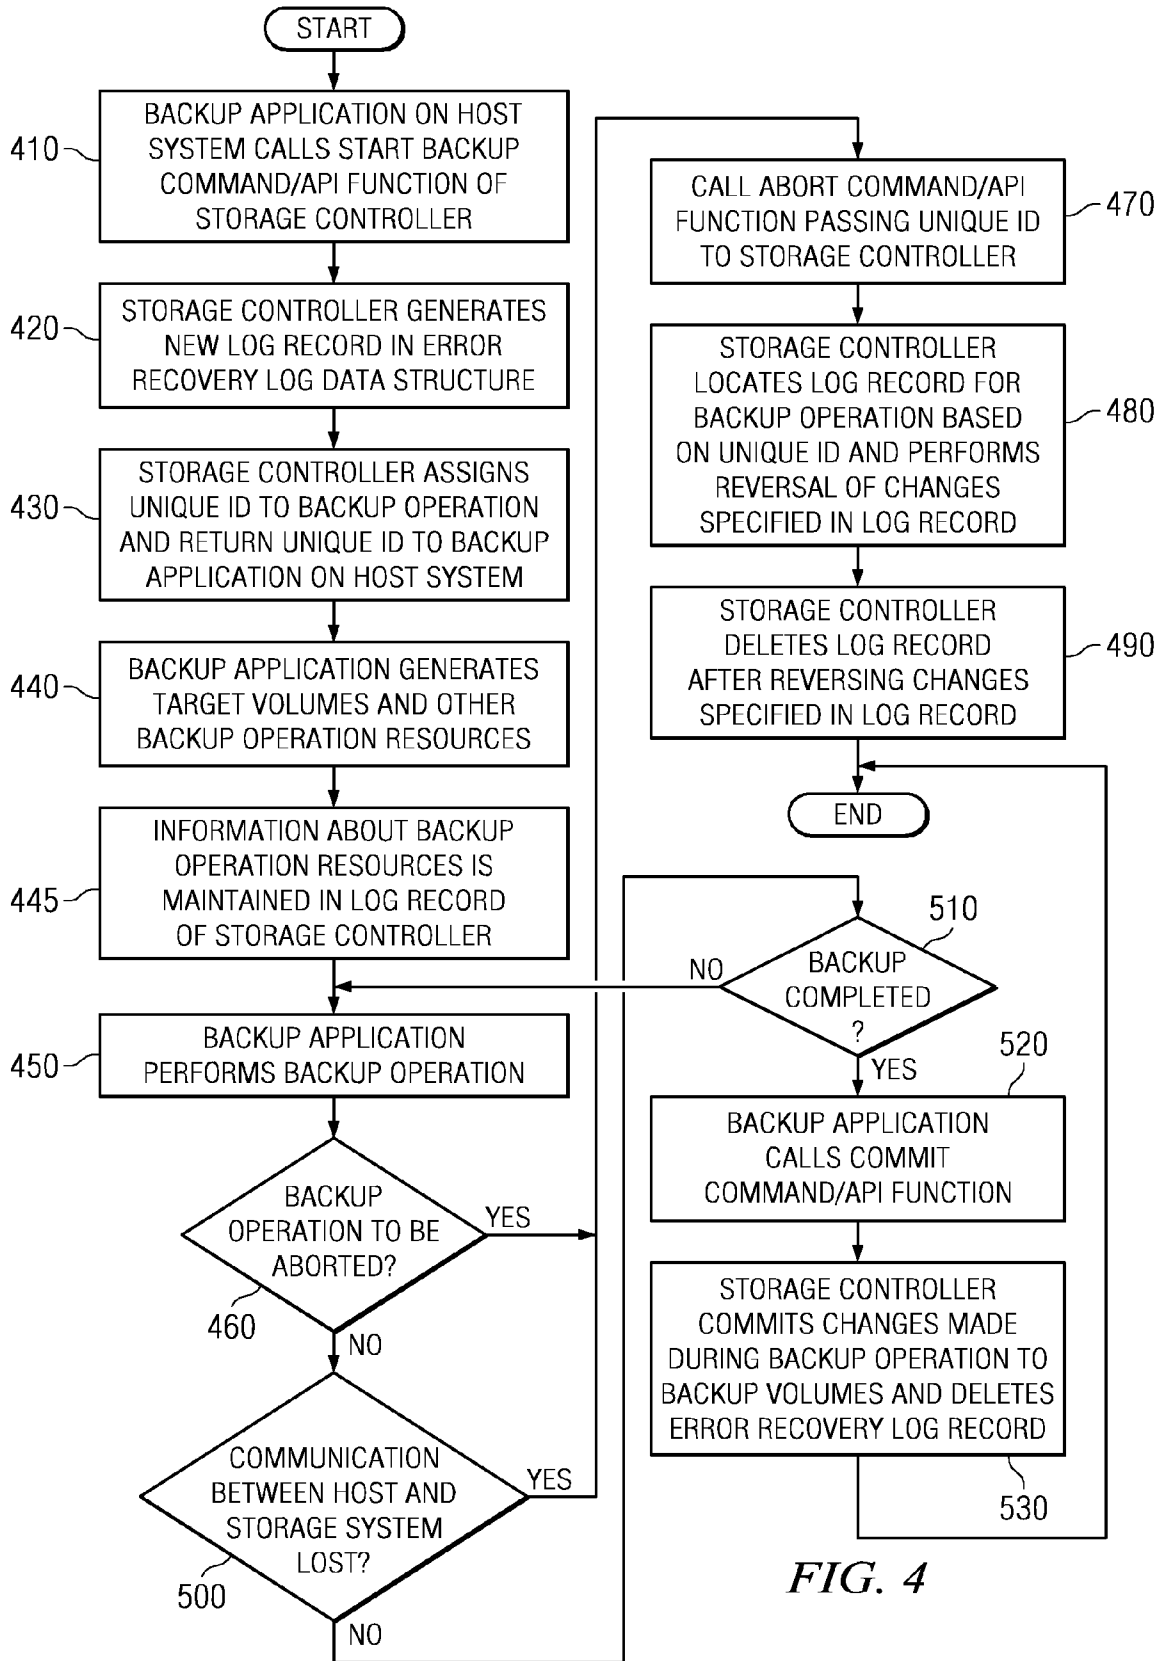 START
410
BACKUP APPLICATION ON HOST
SYSTEM CALLS START BACKUP
COMMAND/API FUNCTION OF
STORAGE CONTROLLER
420
STORAGE CONTROLLER GENERATES
NEW LOG RECORD IN ERROR
RECOVERY LOG DATA STRUCTURE
430
STORAGE CONTROLLER ASSIGNS
UNIQUE ID TO BACKUP OPERATION
AND RETURN UNIQUE ID TO BACKUP
APPLICATION ON HOST SYSTEM
440
BACKUP APPLICATION GENERATES
TARGET VOLUMES AND OTHER
BACKUP OPERATION RESOURCES
445
INFORMATION ABOUT BACKUP
OPERATION RESOURCES IS
MAINTAINED IN LOG RECORD
OF STORAGE CONTROLLER
450
BACKUP APPLICATION
PERFORMS BACKUP OPERATION
BACKUP
OPERATION TO BE
ABORTED?
YES
460
NO
COMMUNICATION
BETWEEN HOST AND
STORAGE SYSTEM
LOST?
YES
500
NO
CALL ABORT COMMAND/API
FUNCTION PASSING UNIQUE ID
TO STORAGE CONTROLLER
470
STORAGE CONTROLLER
LOCATES LOG RECORD FOR
BACKUP OPERATION BASED
ON UNIQUE ID AND PERFORMS
REVERSAL OF CHANGES
SPECIFIED IN LOG RECORD
480
STORAGE CONTROLLER
DELETES LOG RECORD
AFTER REVERSING CHANGES
SPECIFIED IN LOG RECORD
490
END
510
NO
BACKUP
COMPLETED
?
YES
520
BACKUP APPLICATION
CALLS COMMIT
COMMAND/API FUNCTION
STORAGE CONTROLLER
COMMITS CHANGES MADE
DURING BACKUP OPERATION TO
BACKUP VOLUMES AND DELETES
ERROR RECOVERY LOG RECORD
530
FIG. 4